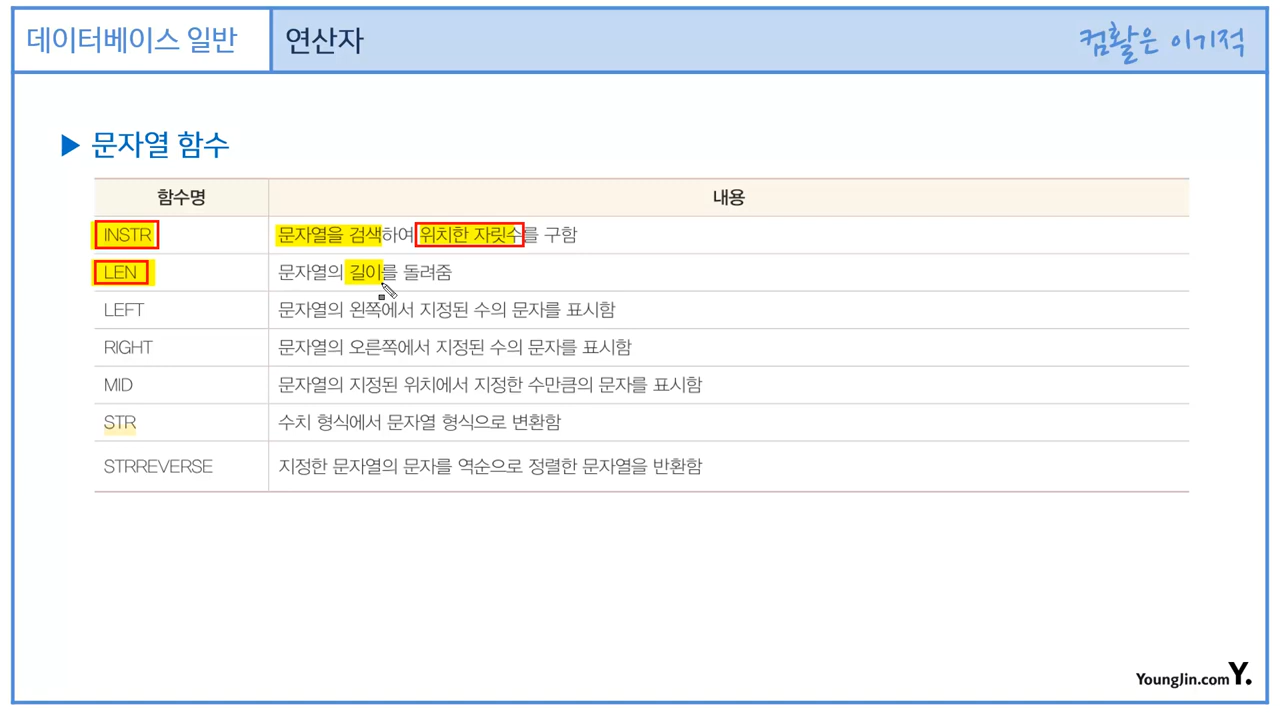 데이터베이스 일반
연산자
컴활은 이기적
▶ 문자열 함수
함수명 내용
INSTR 문자열을 검색하여 위치한 자릿수를 구함
LEN 문자열의 길이를 돌려줌
LEFT 문자열의 왼쪽에서 지정된 수의 문자를 표시함
RIGHT 문자열의 오른쪽에서 지정된 수의 문자를 표시함
MID 문자열의 지정된 위치에서 지정한 수만큼의 문자를 표시함
STR 수치 형식에서 문자열 형식으로 변환함
STRREVERSE 지정한 문자열의 문자를 역순으로 정렬한 문자열을 반환함
YoungJin.com Y.